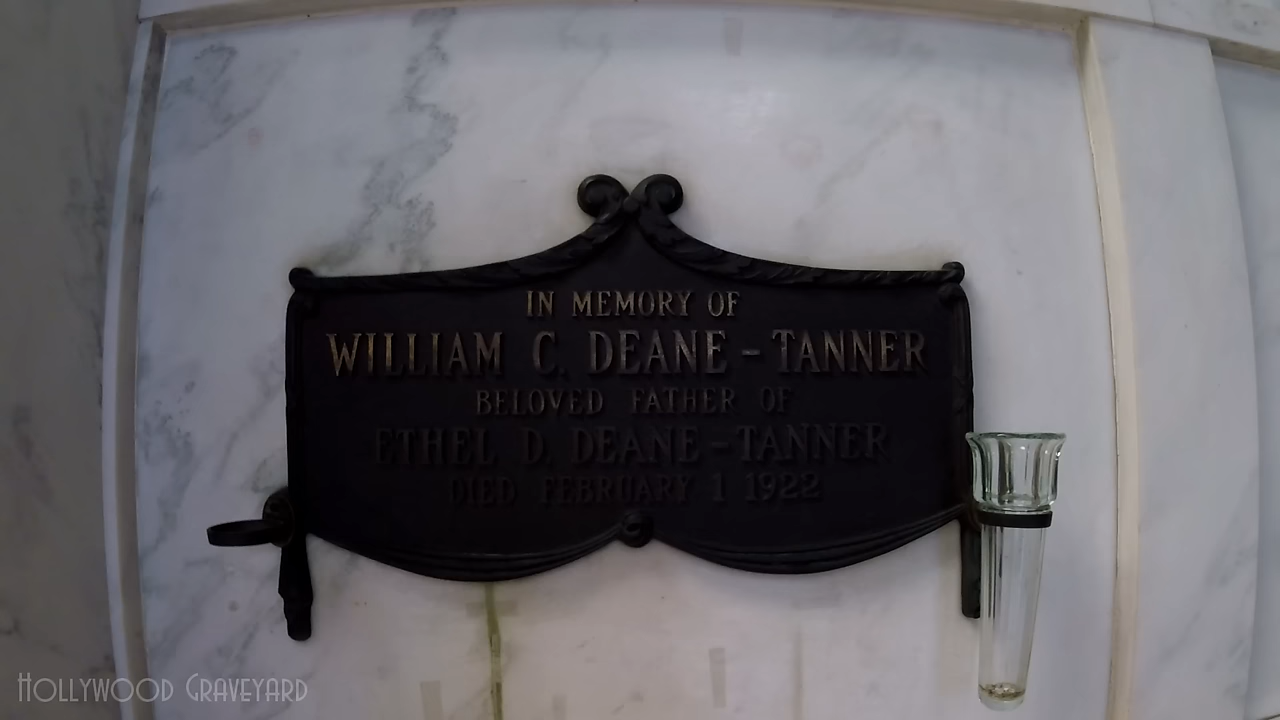 IN MEMORY OF
WILLIAM C. DEANE-TANNER
BELOVED FATHER OF
ETHEL D. DEANE-TANNER
DIED FEBRUARY 1 1922
HOLLYWOOD GRAVEYARD